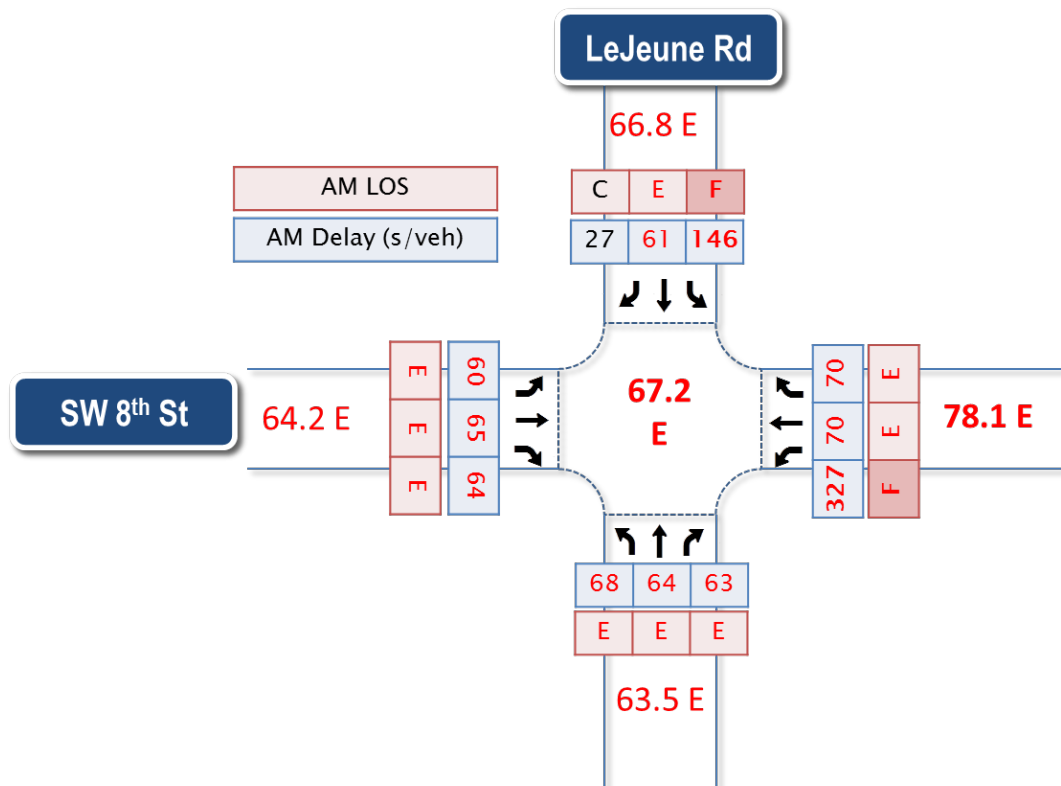 LeJeune Rd
66.8 E
AM LOS
C E F
AM Delay (s/veh)
27 61 146
SW 8th St
64.2 E
E 60
E 65
E 64
67.2
E
70 E
70 E
327 F
78.1 E
68 64 63
E E E
63.5 E